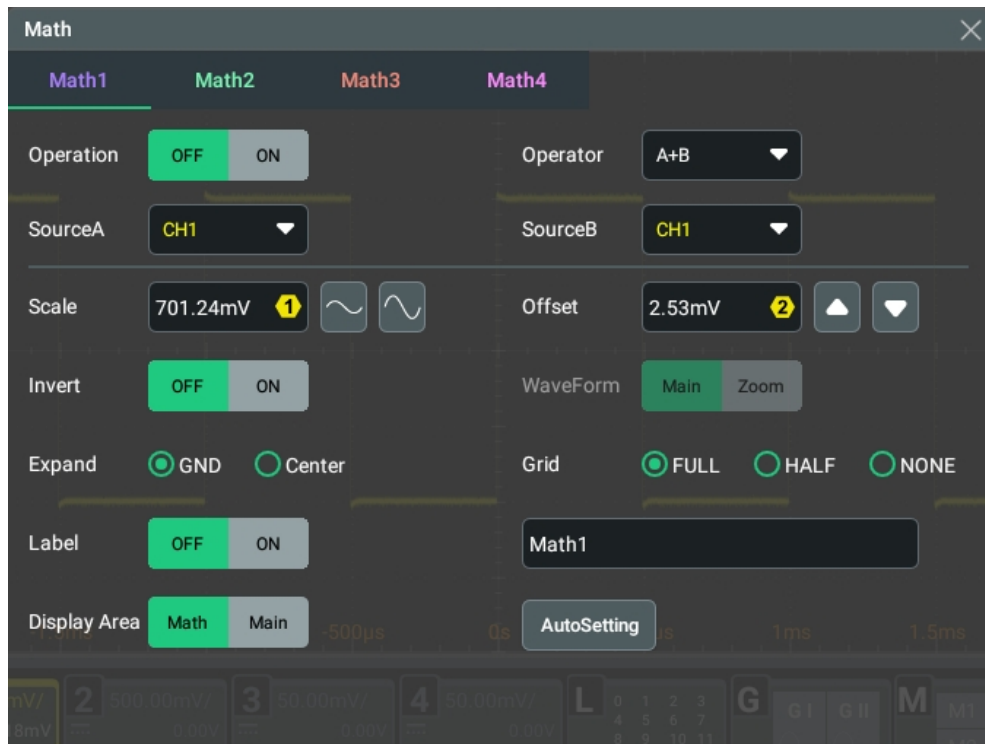 Math
Math1 Math2 Math3 Math4
Operation OFF ON Operator A+B
SourceA CH1 SourceB CH1
Scale 701.24mV 1 Offset 2.53mV 2
Invert OFF ON WaveForm Main Zoom
Expand GND Center Grid FULL HALF NONE
Label OFF ON Math1
Display Area Math Main AutoSetting
-500µs 0s 1ms 1.5ms
mV/ 2 500.00mV/ 3 50.00mV/ 4 50.00mV/ L 0 1 2 3 G GI GII M M1
8mV 0.00V 0.00V 0.00V 4 5 6 7
8 9 10 11